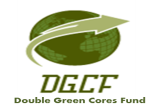 DGCF
Double Green Cores Fund